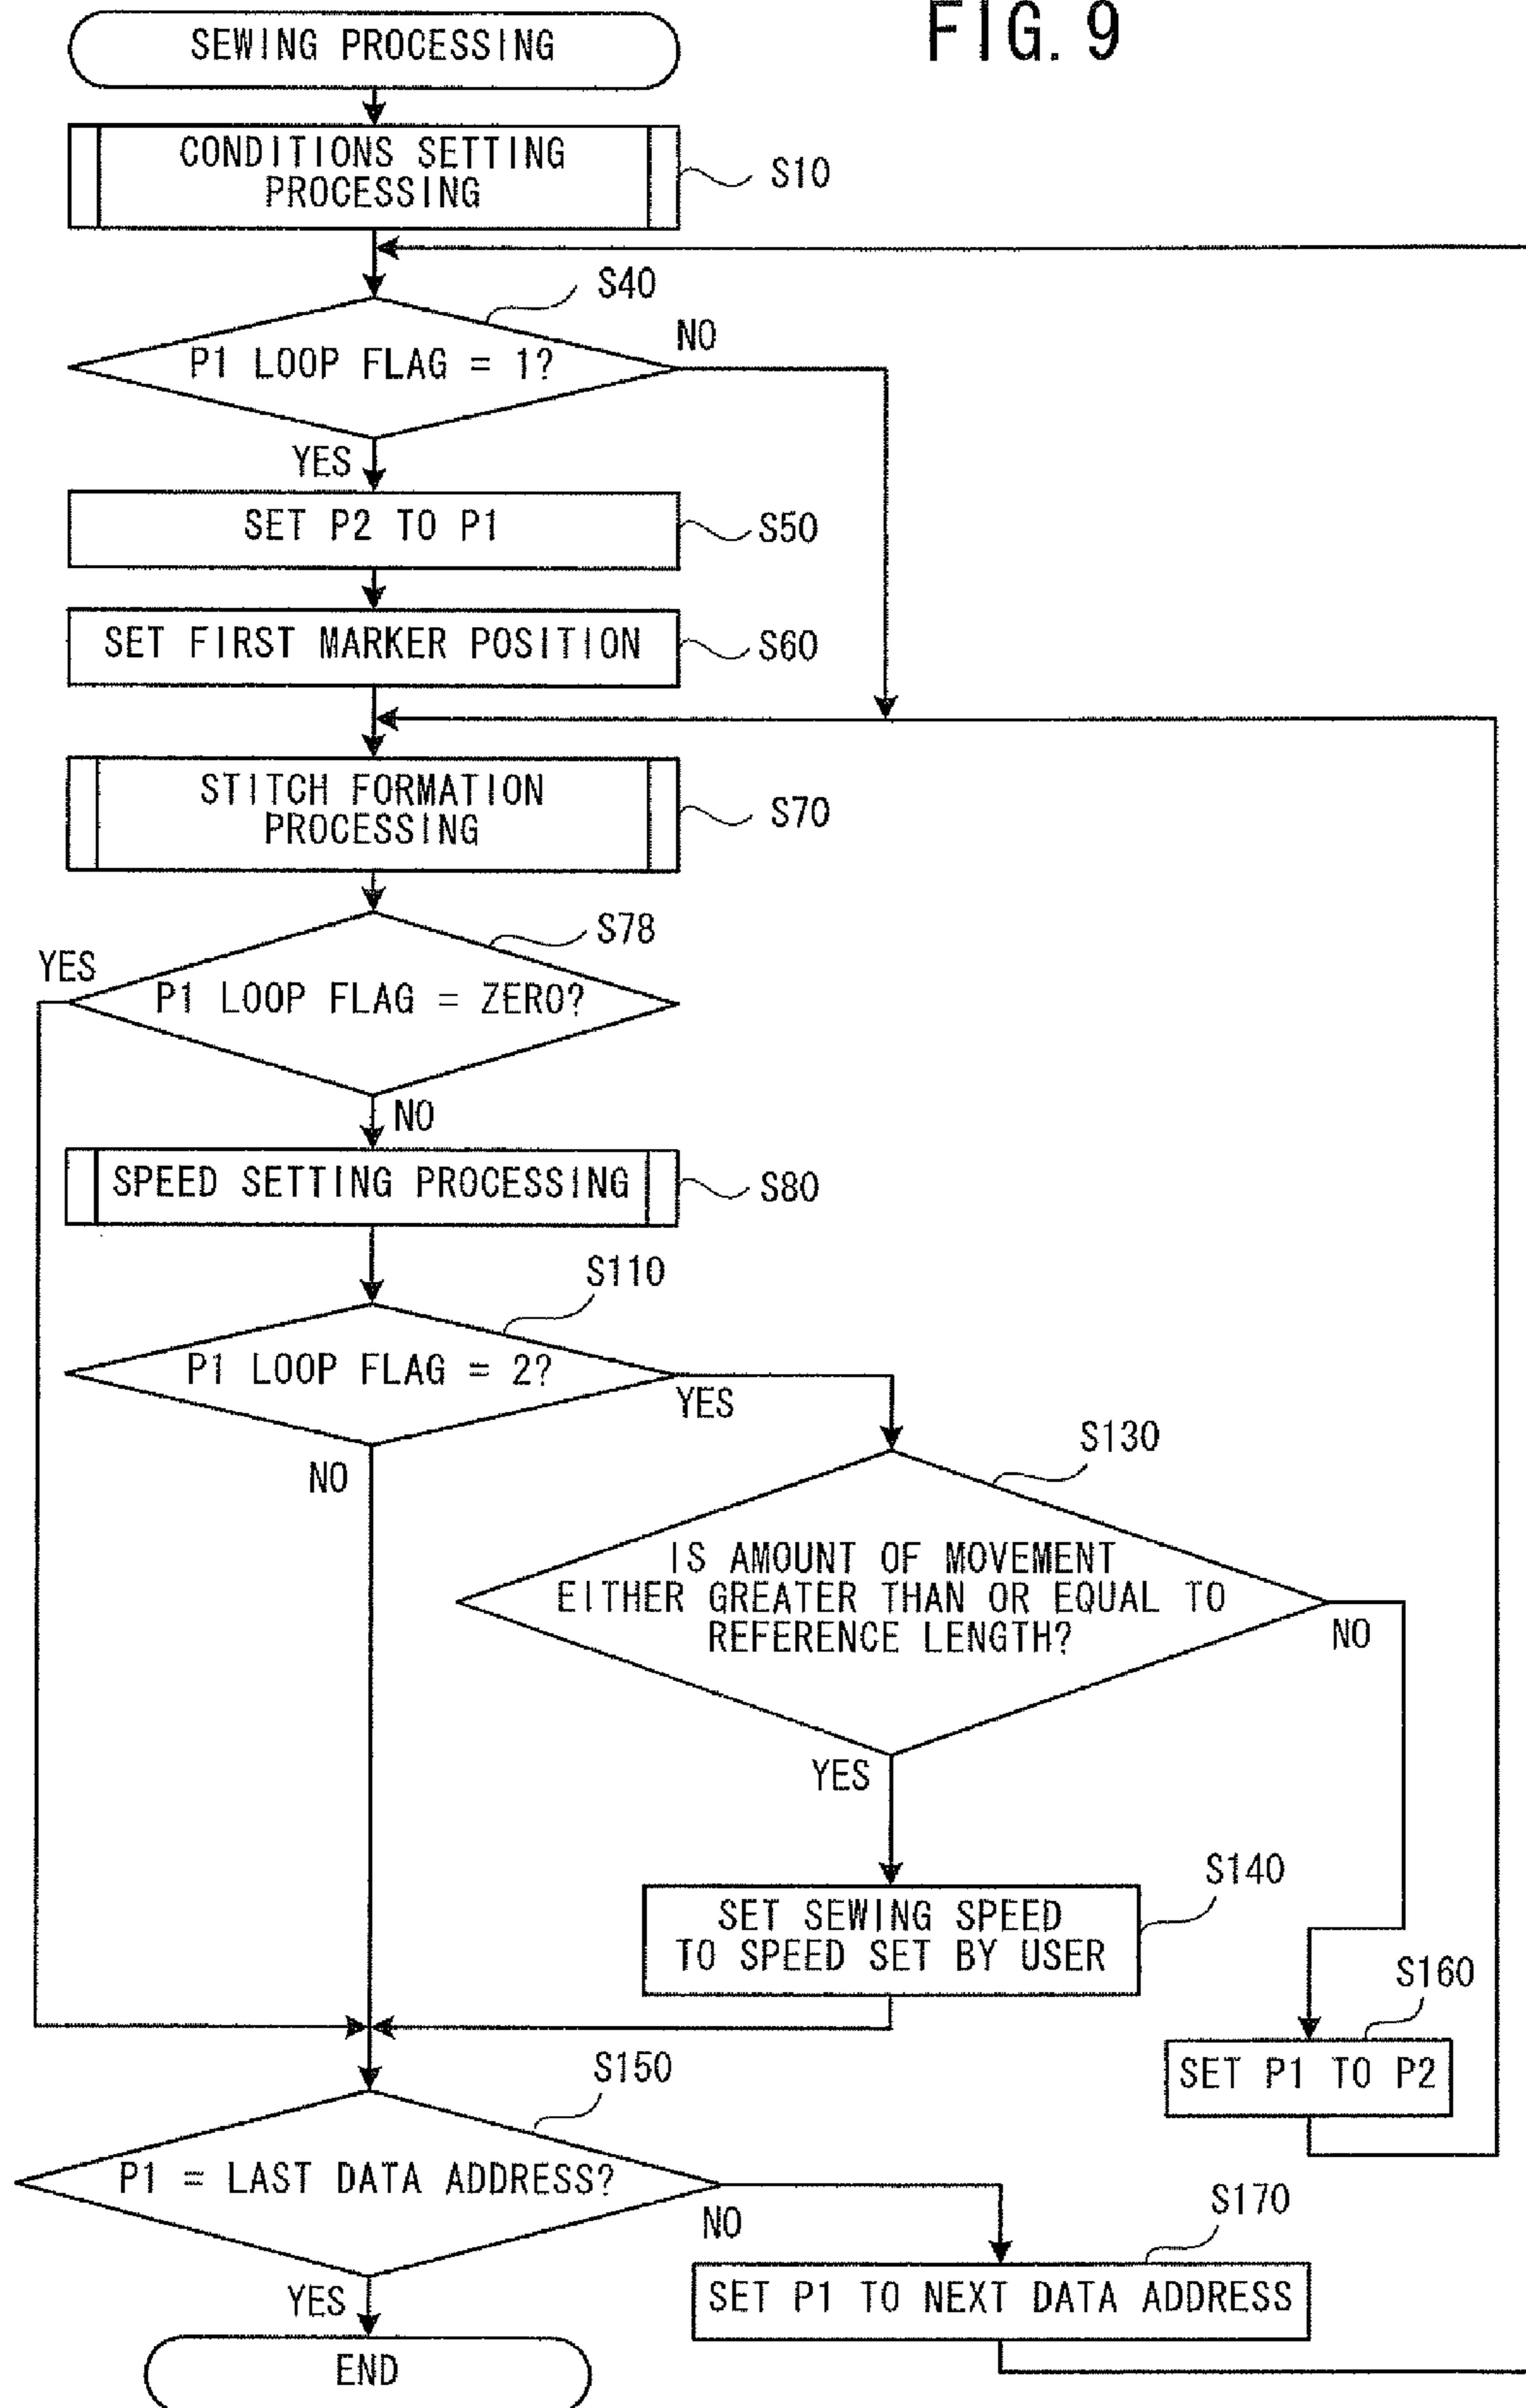 FIG. 9
SEWING PROCESSING
CONDITIONS SETTING
PROCESSING
S10
S40
P1 LOOP FLAG = 1?
NO
YES
SET P2 TO P1
S50
SET FIRST MARKER POSITION
S60
STITCH FORMATION
PROCESSING
S70
S78
YES
P1 LOOP FLAG = ZERO?
NO
SPEED SETTING PROCESSING
S80
S110
P1 LOOP FLAG = 2?
YES
NO
S130
IS AMOUNT OF MOVEMENT
EITHER GREATER THAN OR EQUAL TO
REFERENCE LENGTH?
NO
YES
S140
SET SEWING SPEED
TO SPEED SET BY USER
S160
SET P1 TO P2
S150
P1 = LAST DATA ADDRESS?
NO
S170
SET P1 TO NEXT DATA ADDRESS
YES
END